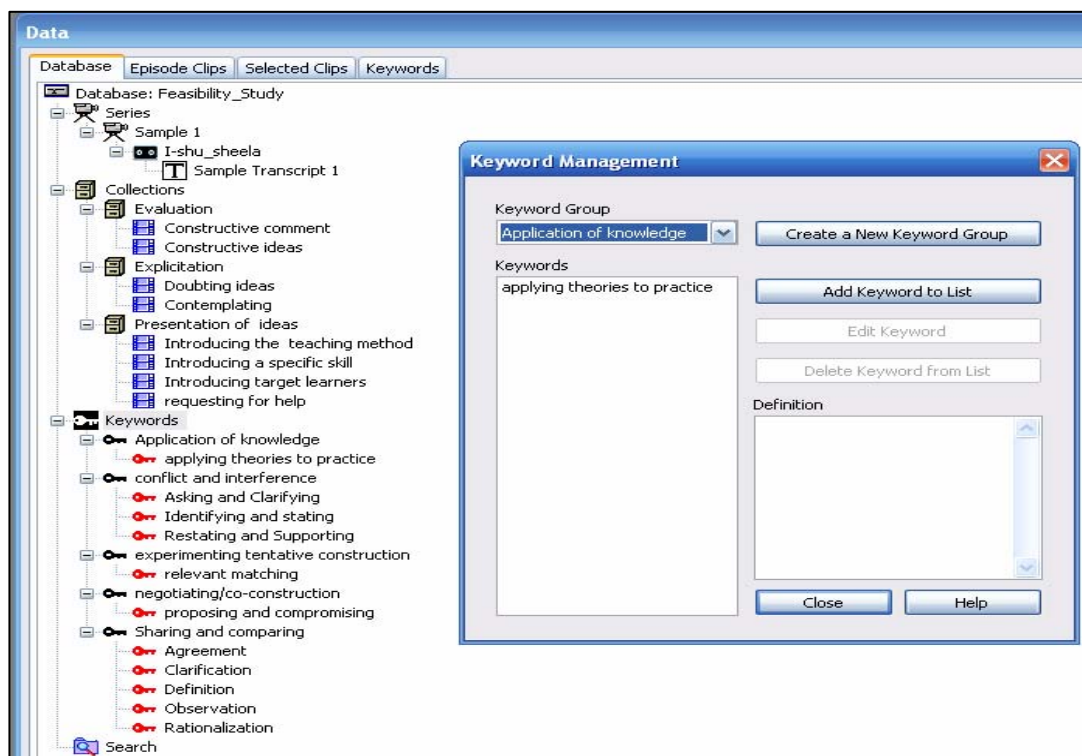 Data
Database Episode Clips Selected Clips Keywords
Database: Feasibility_Study
Series
Sample 1
I-shu_sheela
T Sample Transcript 1
Collections
Evaluation
Constructive comment
Constructive ideas
Explicitation
Doubting ideas
Contemplating
Presentation of ideas
Introducing the teaching method
Introducing a specific skill
Introducing target learners
requesting for help
Keywords
Application of knowledge
applying theories to practice
conflict and interference
Asking and Clarifying
Identifying and stating
Restating and Supporting
experimenting tentative construction
relevant matching
negotiating/co-construction
proposing and compromising
Sharing and comparing
Agreement
Clarification
Definition
Observation
Rationalization
Search
Keyword Management
Keyword Group
Application of knowledge
Create a New Keyword Group
Keywords
applying theories to practice
Add Keyword to List
Edit Keyword
Delete Keyword from List
Definition
Close Help